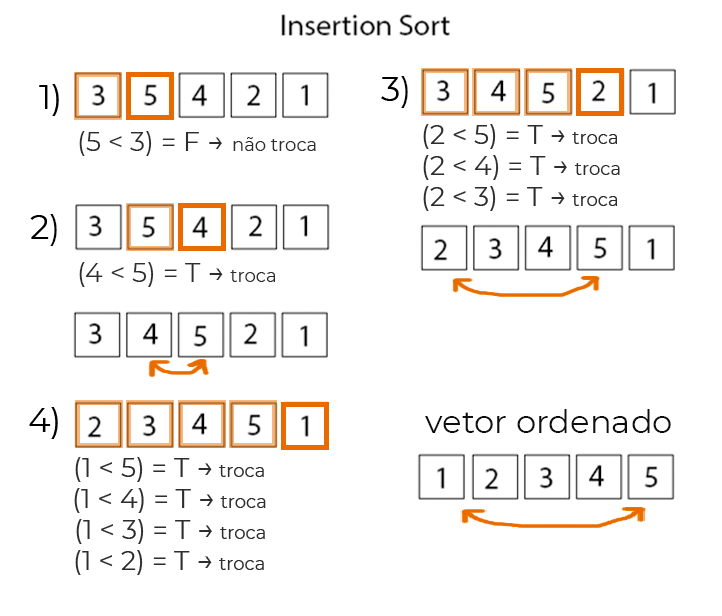 Insertion Sort
1) 3 5 4 2 1
(5 < 3) = F → não troca
2) 3 5 4 2 1
(4 < 5) = T → troca
3 4 5 2 1
3) 3 4 5 2 1
(2 < 5) = T → troca
(2 < 4) = T → troca
(2 < 3) = T → troca
2 3 4 5 1
4) 2 3 4 5 1
(1 < 5) = T → troca
(1 < 4) = T → troca
(1 < 3) = T → troca
(1 < 2) = T → troca
vetor ordenado
1 2 3 4 5